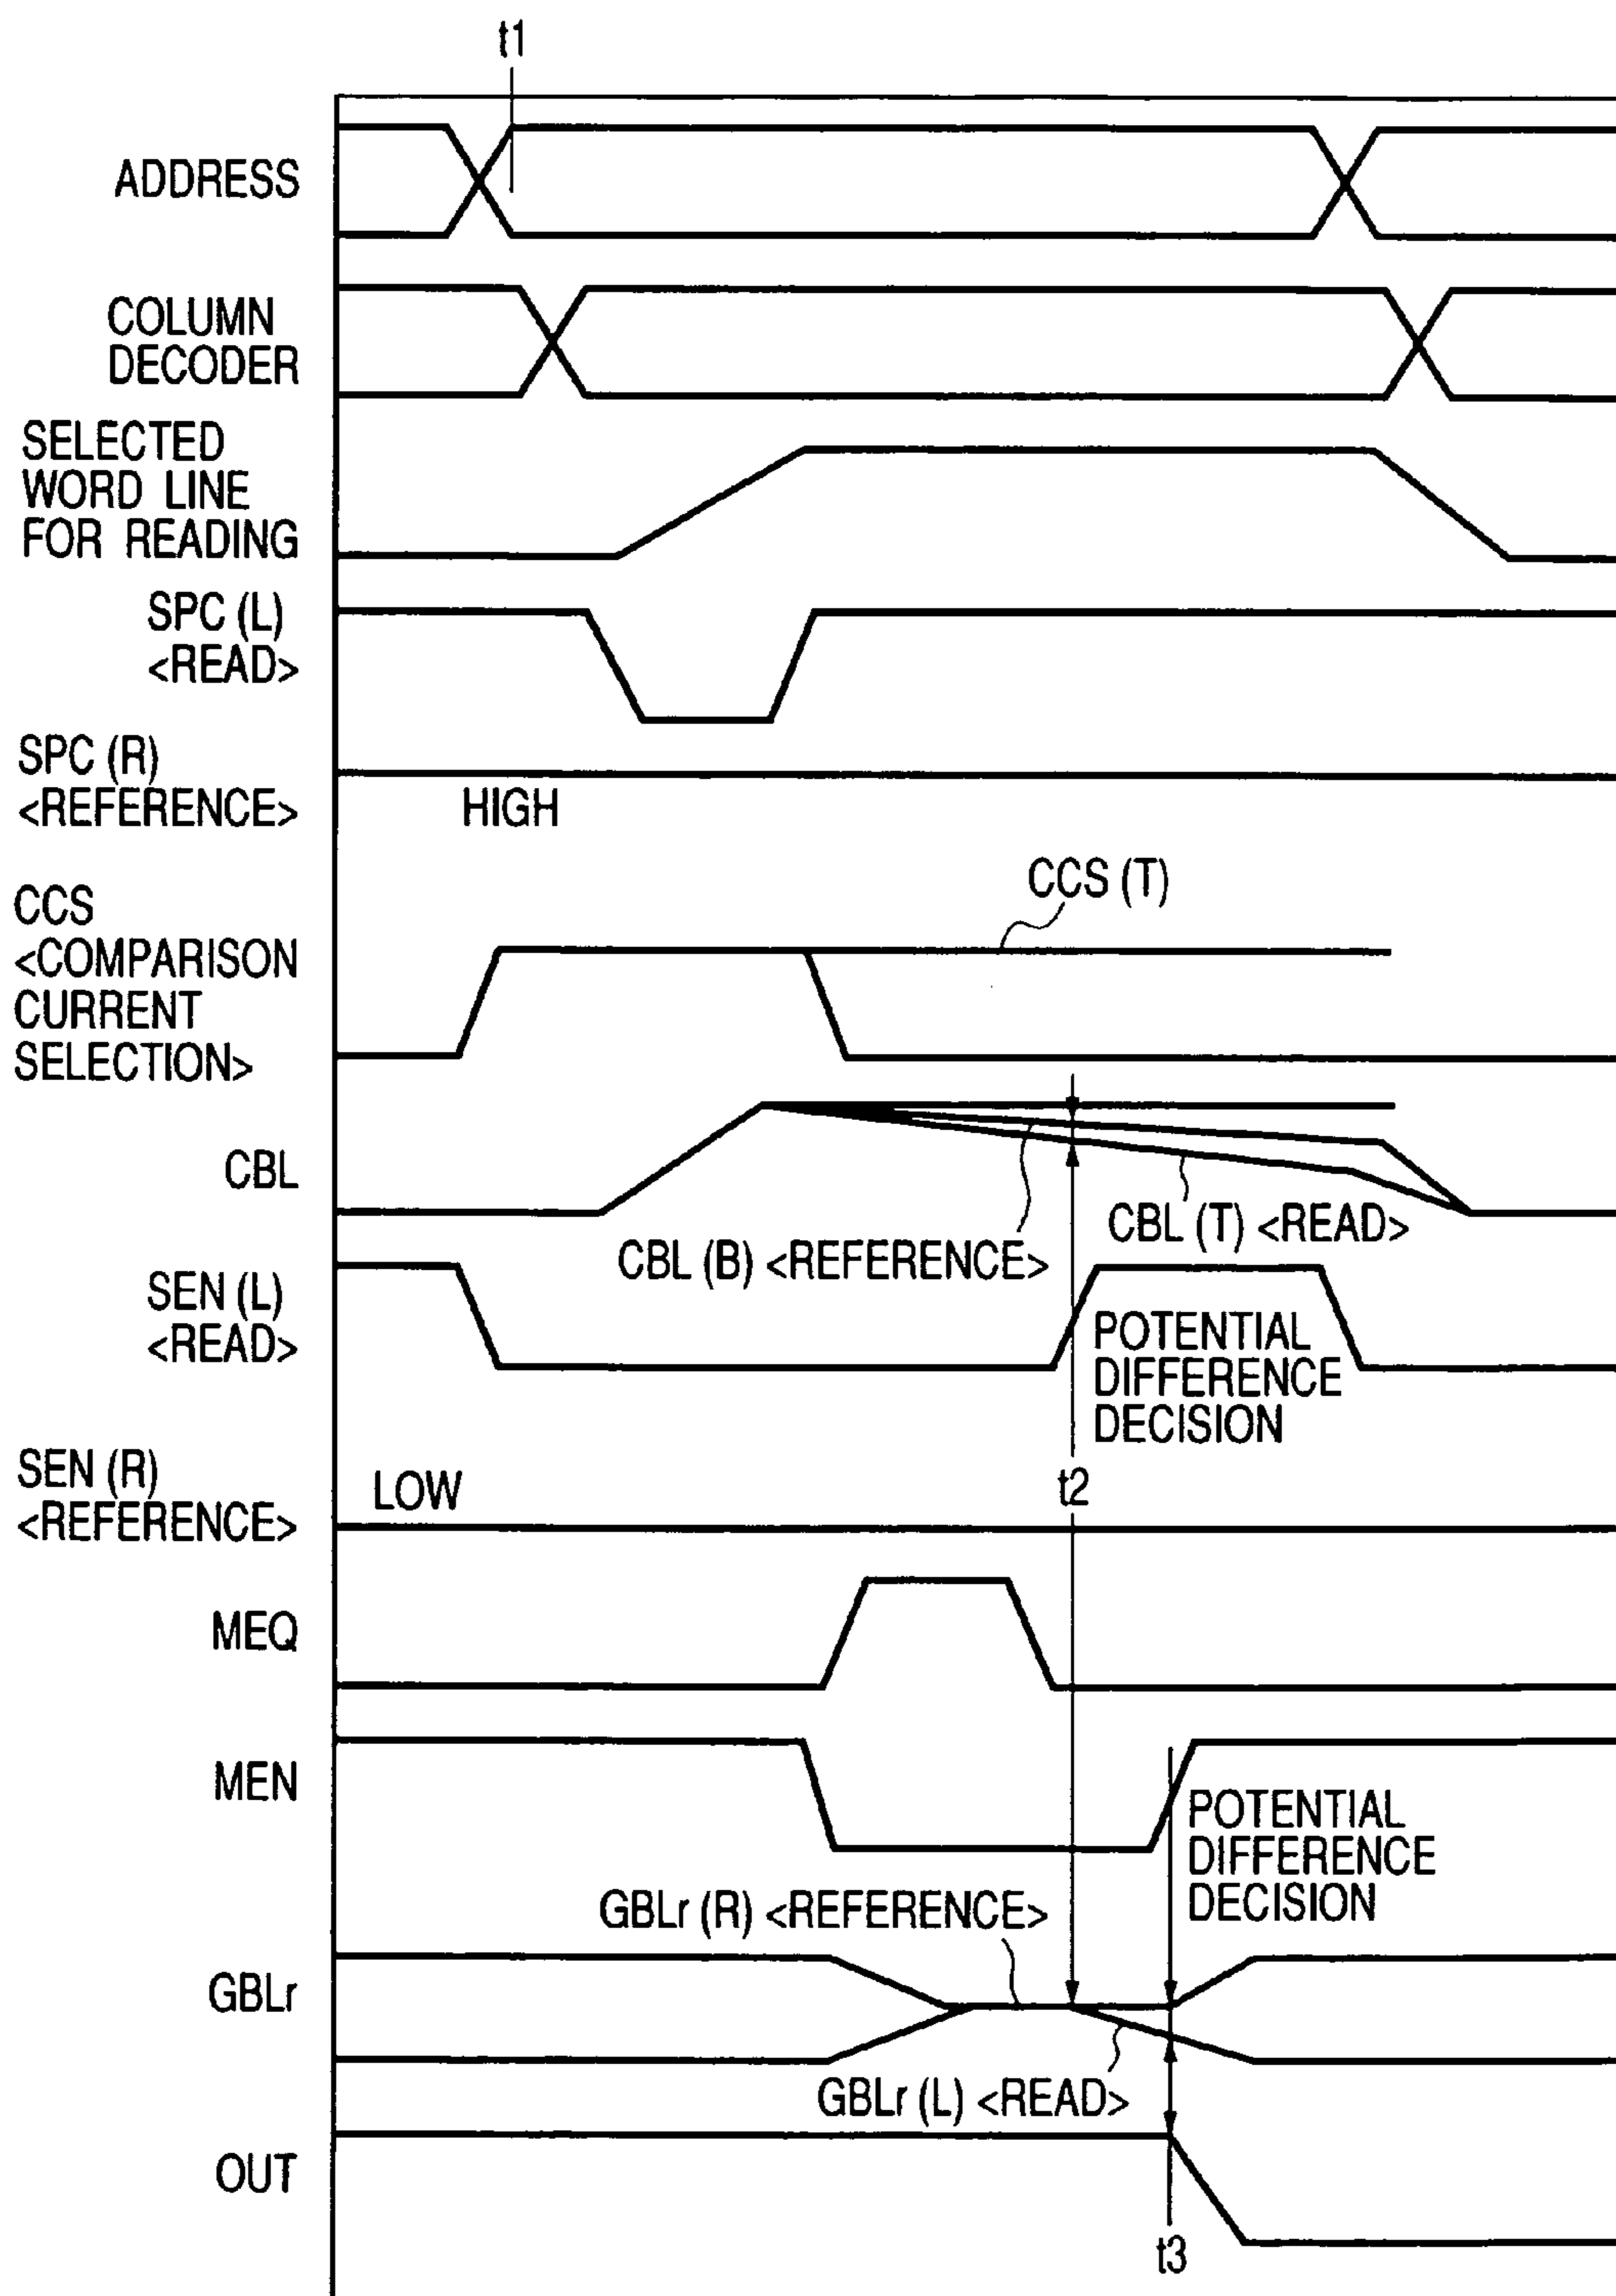 t1
ADDRESS
COLUMN
DECODER
SELECTED
WORD LINE
FOR READING
SPC (L)
<READ>
SPC (R)
<REFERENCE>
HIGH
CCS (T)
CCS
<COMPARISON
CURRENT
SELECTION>
CBL
CBL (T) <READ>
CBL (B) <REFERENCE>
SEN (L)
<READ>
POTENTIAL
DIFFERENCE
DECISION
SEN (R)
<REFERENCE>
LOW
t2
MEQ
MEN
POTENTIAL
DIFFERENCE
DECISION
GBLr (R) <REFERENCE>
GBLr
GBLr (L) <READ>
OUT
t3